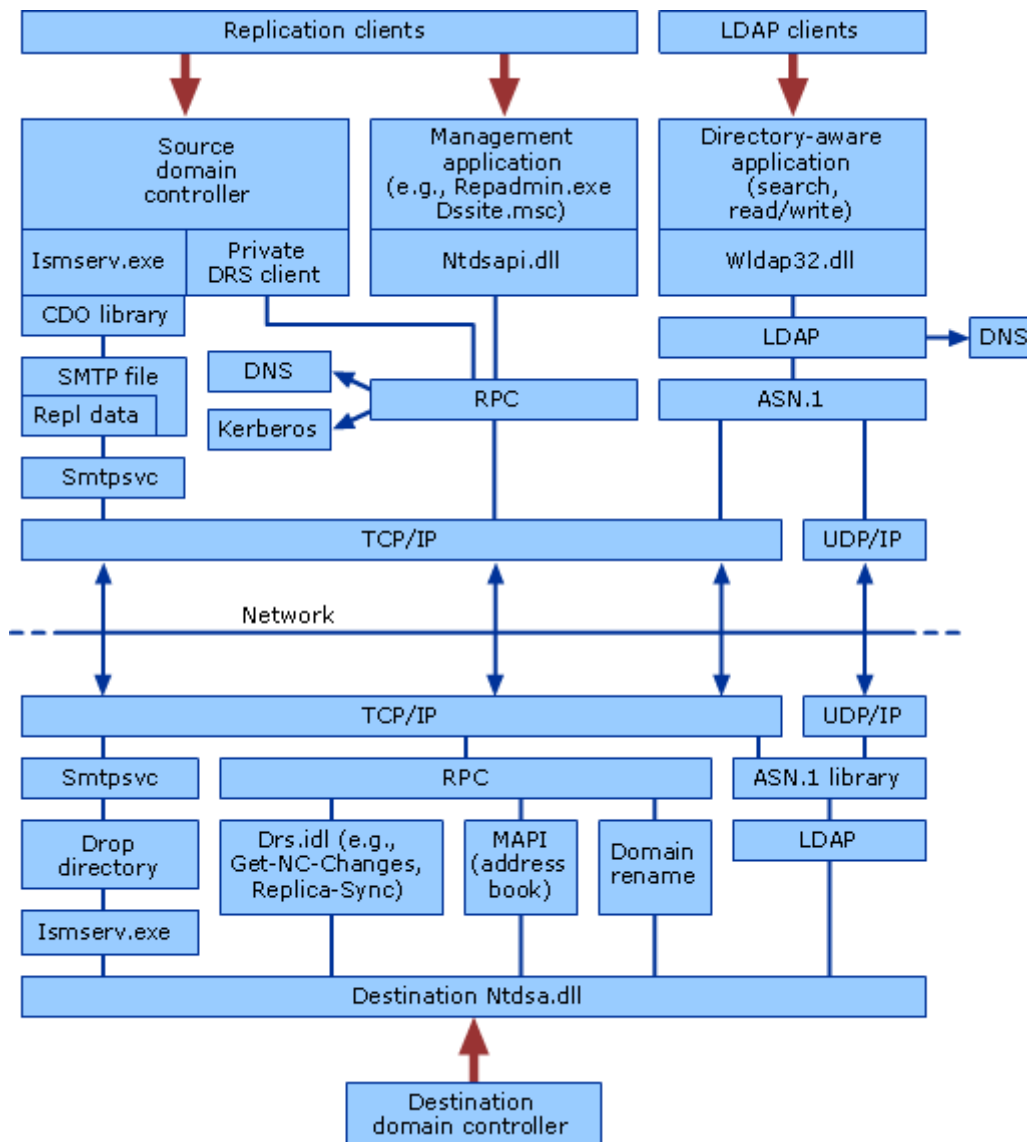 Replication clients
LDAP clients
Source
domain
controller
Management
application
(e.g., Repadmin.exe
Dssite.msc)
Directory-aware
application
(search,
read/write)
Ismserv.exe
Private
DRS client
Ntdsapi.dll
Wldap32.dll
CDO library
LDAP
DNS
SMTP file
Repl data
DNS
Kerberos
RPC
ASN.1
Smtpsvc
TCP/IP
UDP/IP
Network
TCP/IP
UDP/IP
Smtpsvc
RPC
ASN.1 library
Drop
directory
Drs.idl (e.g.,
Get-NC-Changes,
Replica-Sync)
MAPI
(address
book)
Domain
rename
LDAP
Ismserv.exe
Destination Ntdsa.dll
Destination
domain controller